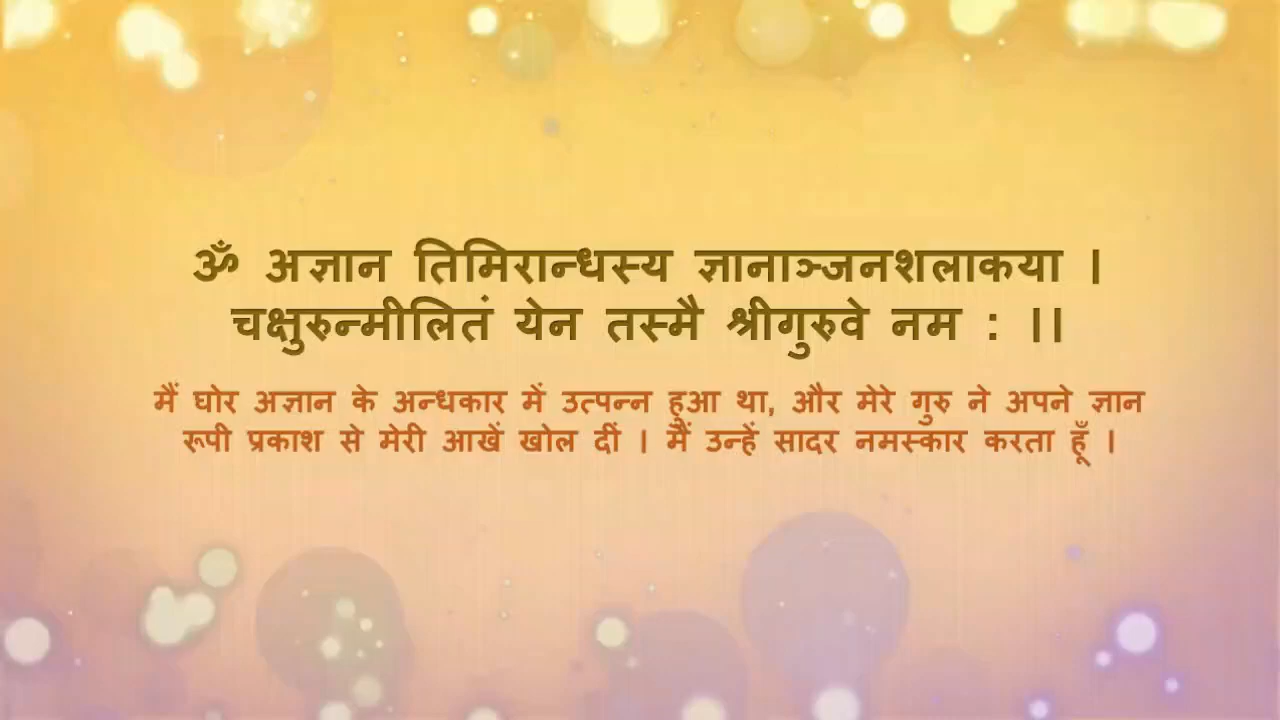 ॐ अज्ञान तिमिरान्धस्य ज्ञानाञ्जनशलाकया ।
चक्षुरुन्मीलितं येन तस्मै श्रीगुरुवे नम : ।।
मैं घोर अज्ञान के अन्धकार में उत्पन्न हुआ था, और मेरे गुरु ने अपने ज्ञान
रूपी प्रकाश से मेरी आखें खोल दीं । मैं उन्हें सादर नमस्कार करता हूँ ।